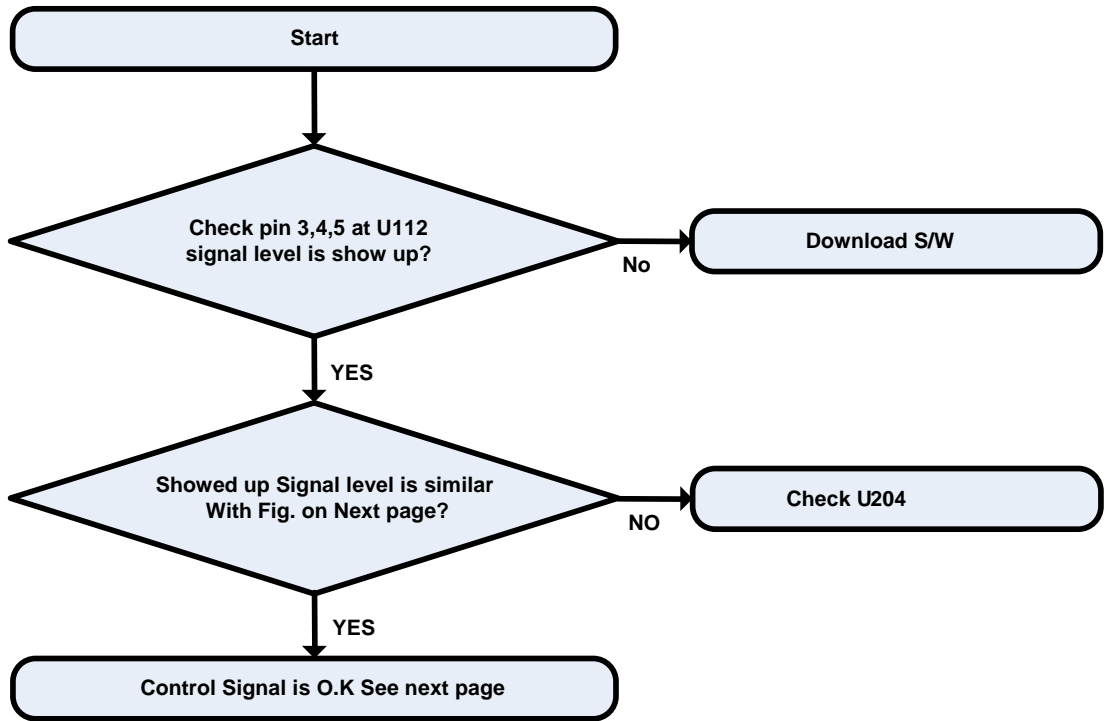 Start
Check pin 3,4,5 at U112
signal level is show up?
No
Download S/W
YES
Showed up Signal level is similar
With Fig. on Next page?
NO
Check U204
YES
Control Signal is O.K See next page